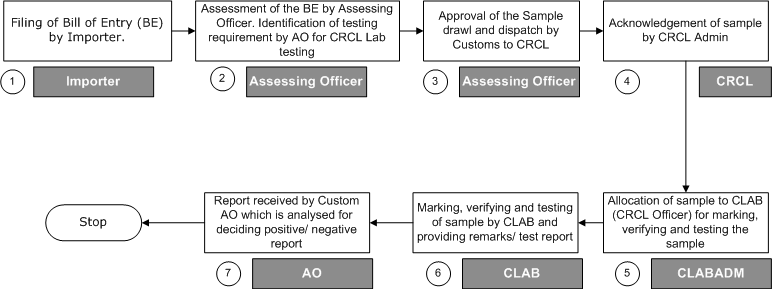 Filing of Bill of Entry (BE)
by Importer.
1
Importer
Assessment of the BE by Assessing
Officer. Identification of testing
requirement by AO for CRCL Lab
testing
2
Assessing Officer
Approval of the Sample
drawl and dispatch by
Customs to CRCL
3
Assessing Officer
Acknowledgement of sample
by CRCL Admin
4
CRCL
Allocation of sample to CLAB
(CRCL Officer) for marking,
verifying and testing the
sample
5
CLABADM
Marking, verifying and testing
of sample by CLAB and
providing remarks/ test report
6
CLAB
Report received by Custom
AO which is analysed for
deciding positive/ negative
report
7
AO
Stop